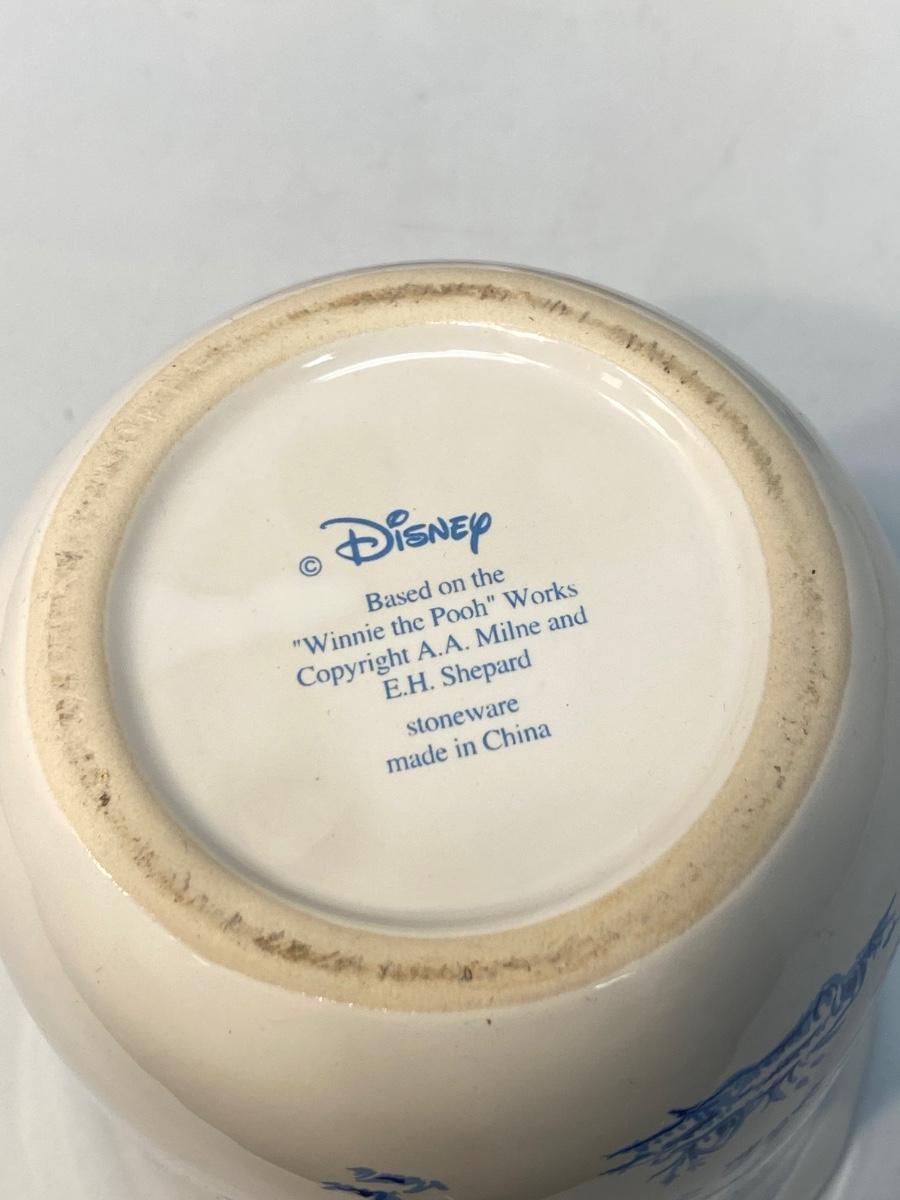 © Disney
Based on the
"Winnie the Pooh" Works
Copyright A.A. Milne and
E.H. Shepard
stoneware
made in China